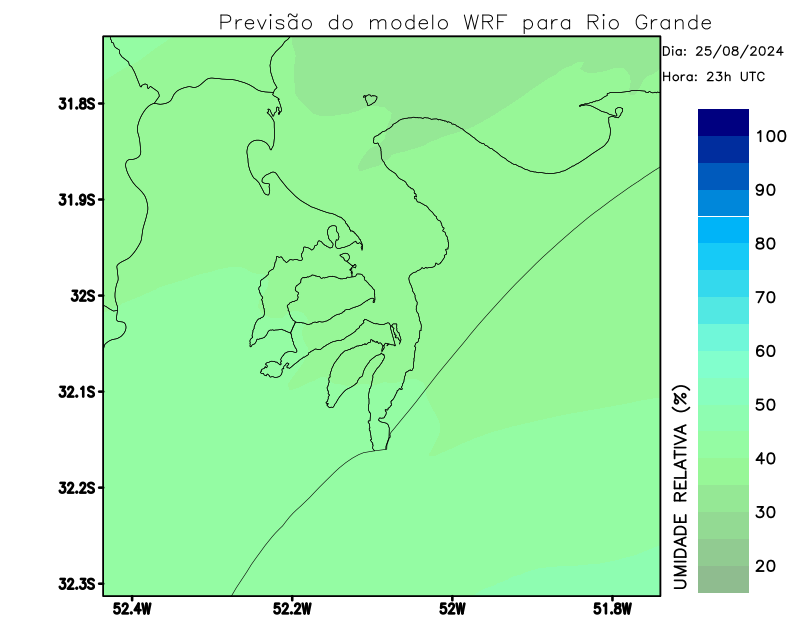 Previsão do modelo WRF para Rio Grande
Dia: 25/08/2024
Hora: 23h UTC
31.8S
31.9S
32S
32.1S
32.2S
32.3S
52.4W
52.2W
52W
51.8W
100
90
80
70
60
50
40
30
20
UMIDADE RELATIVA (%)